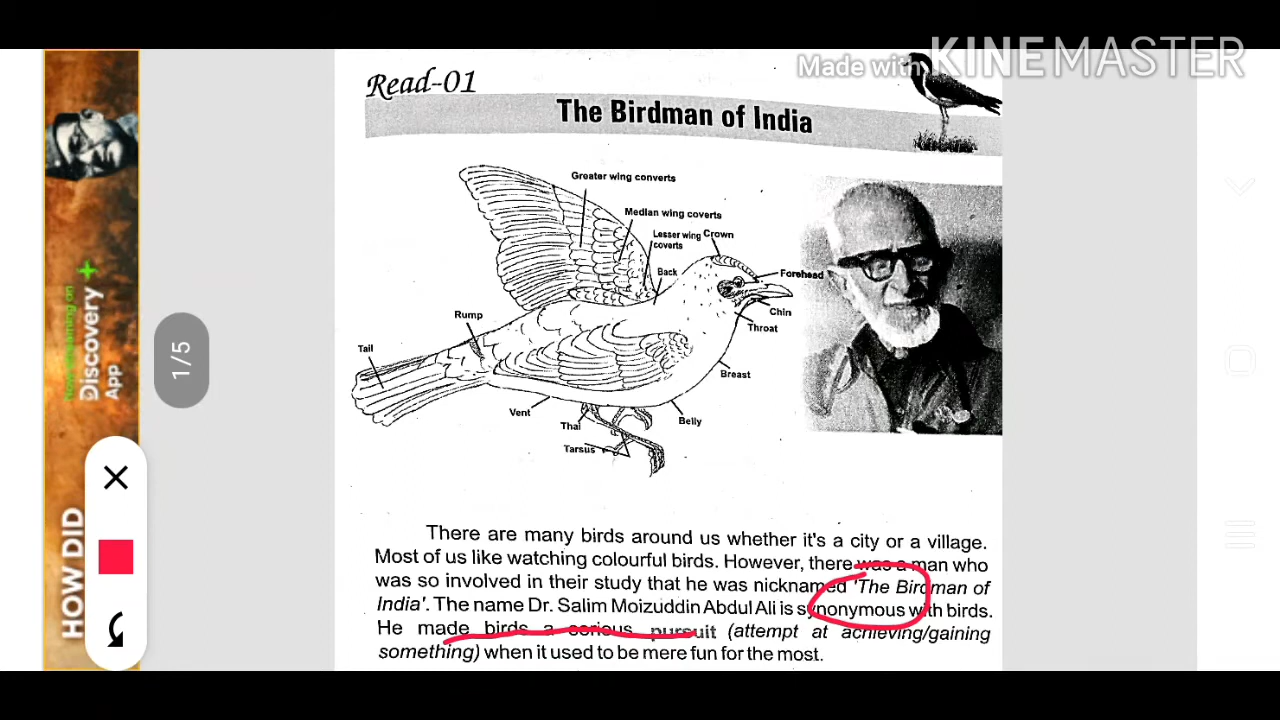 Made with KINEMASTER
Read-01
The Birdman of India
Greater wing converts
Median wing coverts
Lesser wing coverts
Crown
Back
Forehead
Chin
Throat
Rump
Tail
Breast
Vent
Thai
Belly
Tarsus
There are many birds around us whether it's a city or a village.
Most of us like watching colourful birds. However, there was a man who
was so involved in their study that he was nicknamed 'The Birdman of
India'. The name Dr. Salim Moizuddin Abdul Ali is synonymous with birds.
He made birds a serious pursuit (attempt at achieving/gaining
something) when it used to be mere fun for the most.
HOW DID
Now streaming on
Discovery +
App
1/5